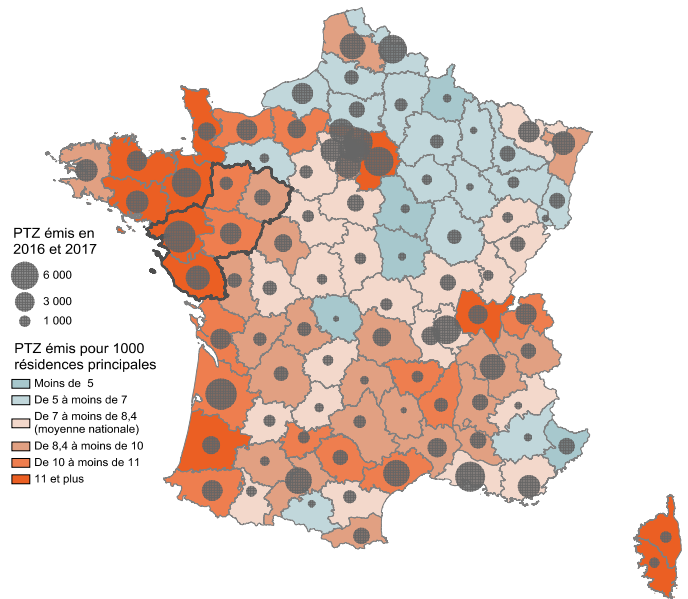 PTZ émis en
2016 et 2017
6 000
3 000
1 000
PTZ émis pour 1000
résidences principales
Moins de 5
De 5 à moins de 7
De 7 à moins de 8,4
(moyenne nationale)
De 8,4 à moins de 10
De 10 à moins de 11
11 et plus